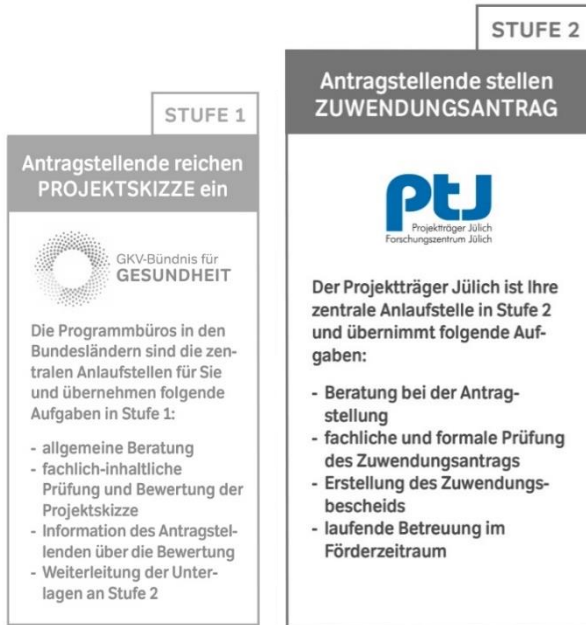 STUFE 1
Antragstellende reichen
PROJEKTSKIZZE ein
GKV-Bündnis für
GESUNDHEIT
Die Programmbüros in den
Bundesländern sind die zen-
tralen Anlaufstellen für Sie
und übernehmen folgende
Aufgaben in Stufe 1:
- allgemeine Beratung
- fachlich-inhaltliche
Prüfung und Bewertung der
Projektskizze
- Information des Antragstel-
lenden über die Bewertung
- Weiterleitung der Unter-
lagen an Stufe 2
STUFE 2
Antragstellende stellen
ZUWENDUNGSANTRAG
PtJ
Projektträger Jülich
Forschungszentrum Jülich
Der Projektträger Jülich ist Ihre
zentrale Anlaufstelle in Stufe 2
und übernimmt folgende Auf-
gaben:
- Beratung bei der Antrag-
stellung
- fachliche und formale Prüfung
des Zuwendungsantrags
- Erstellung des Zuwendungs-
bescheids
- laufende Betreuung im
Förderzeitraum